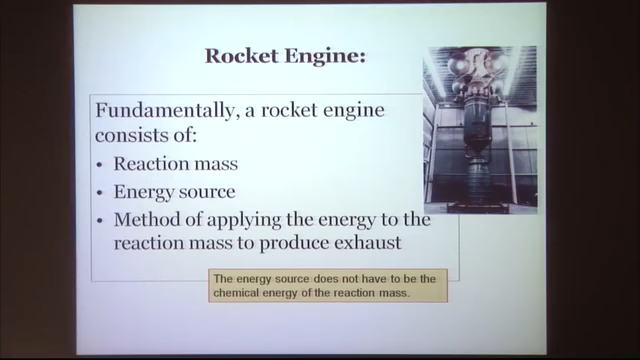 Rocket Engine:
Fundamentally, a rocket engine
consists of:
• Reaction mass
• Energy source
• Method of applying the energy to the
reaction mass to produce exhaust
The energy source does not have to be the
chemical energy of the reaction mass.